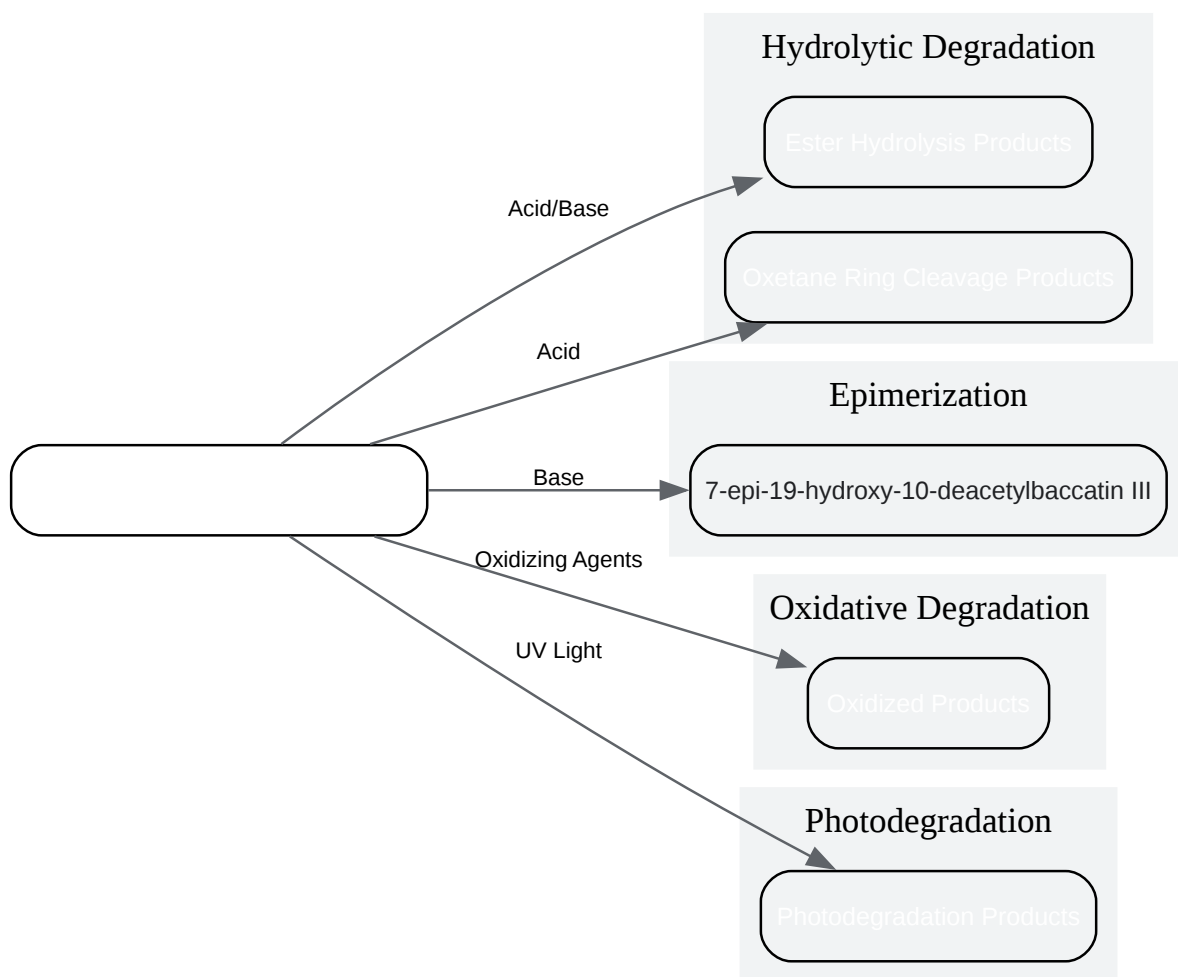 Hydrolytic Degradation
Ester Hydrolysis Products
Acid/Base
Oxetane Ring Cleavage Products
Acid
Epimerization
Base
7-epi-19-hydroxy-10-deacetylbaccatin III
Oxidizing Agents
Oxidative Degradation
UV Light
Oxidized Products
Photodegradation
Photodegradation Products